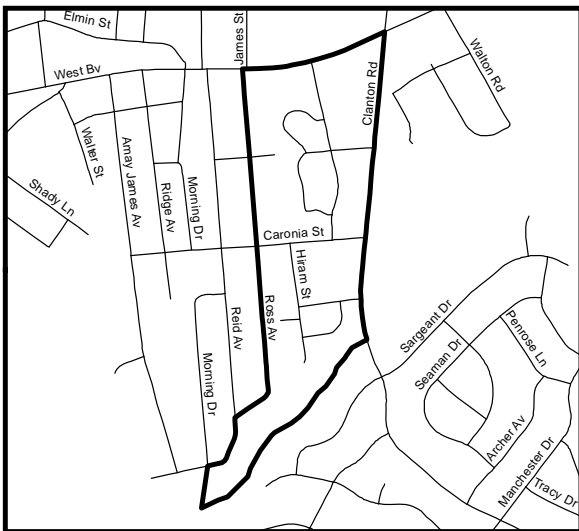 Elmin St
James St
West Bv
Clanton Rd
Walton Rd
Walter St
Amay James Av
Ridge Av
Morning Dr
Shady Ln
Caronia St
Hiram St
Reid Av
Ross Av
Morning Dr
Sargeant Dr
Seaman Dr
Penrose Ln
Archer Av
Manchester Dr
Tracy Dr